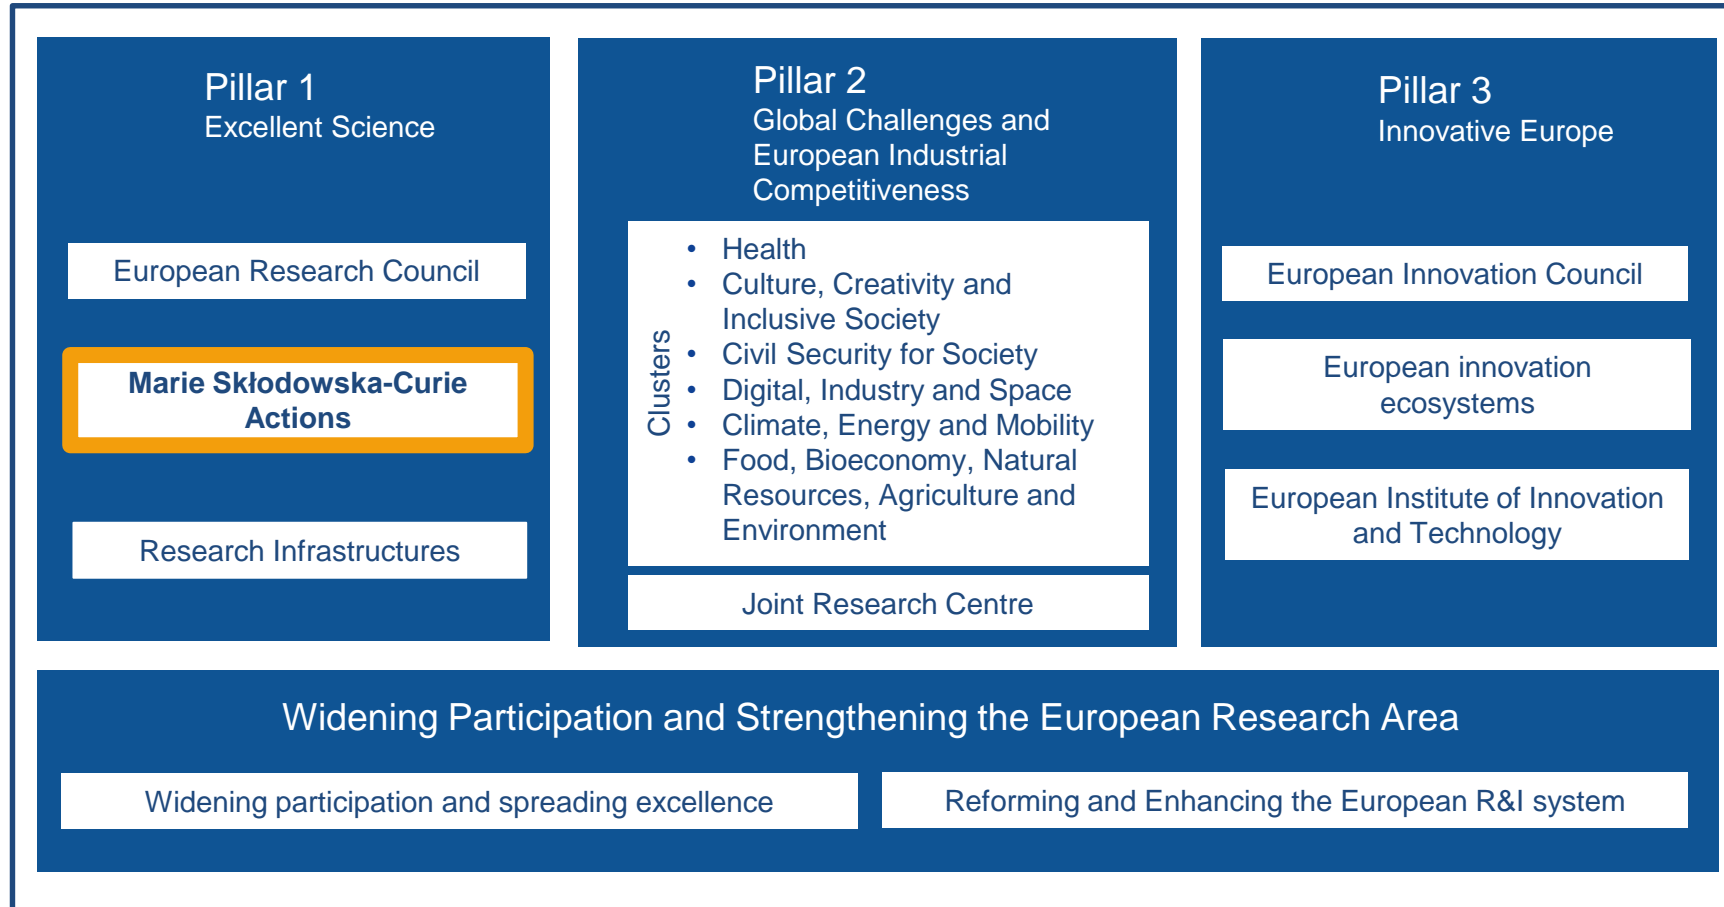 Pillar 1
Excellent Science
European Research Council
Marie Skłodowska-Curie
Actions
Research Infrastructures
Pillar 2
Global Challenges and
European Industrial
Competitiveness
Clusters
• Health
• Culture, Creativity and
Inclusive Society
• Civil Security for Society
• Digital, Industry and Space
• Climate, Energy and Mobility
• Food, Bioeconomy, Natural
Resources, Agriculture and
Environment
Joint Research Centre
Pillar 3
Innovative Europe
European Innovation Council
European innovation
ecosystems
European Institute of Innovation
and Technology
Widening Participation and Strengthening the European Research Area
Widening participation and spreading excellence
Reforming and Enhancing the European R&I system